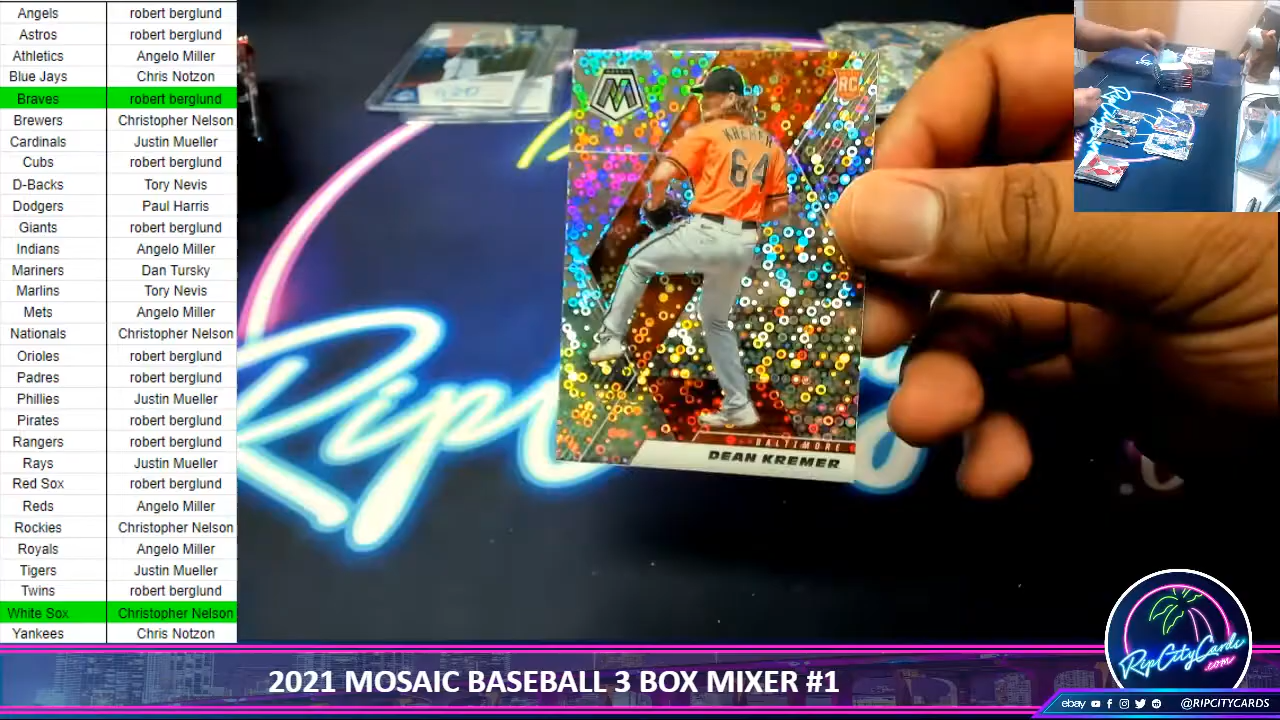 Angels robert berglund
Astros robert berglund
Athletics Angelo Miller
Blue Jays Chris Notzon
Braves robert berglund
Brewers Christopher Nelson
Cardinals Justin Mueller
Cubs robert berglund
D-Backs Tory Nevis
Dodgers Paul Harris
Giants robert berglund
Indians Angelo Miller
Mariners Dan Tursky
Marlins Tory Nevis
Mets Angelo Miller
Nationals Christopher Nelson
Orioles robert berglund
Padres robert berglund
Phillies Justin Mueller
Pirates robert berglund
Rangers robert berglund
Rays Justin Mueller
Red Sox robert berglund
Reds Angelo Miller
Rockies Christopher Nelson
Royals Angelo Miller
Tigers Justin Mueller
Twins robert berglund
White Sox Christopher Nelson
Yankees Chris Notzon
M
RC
KREMER
64
BALTIMORE
DEAN KREMER
Rip
RipCityCards
.com
2021 MOSAIC BASEBALL 3 BOX MIXER #1
ebay @RIPCITYCARDS